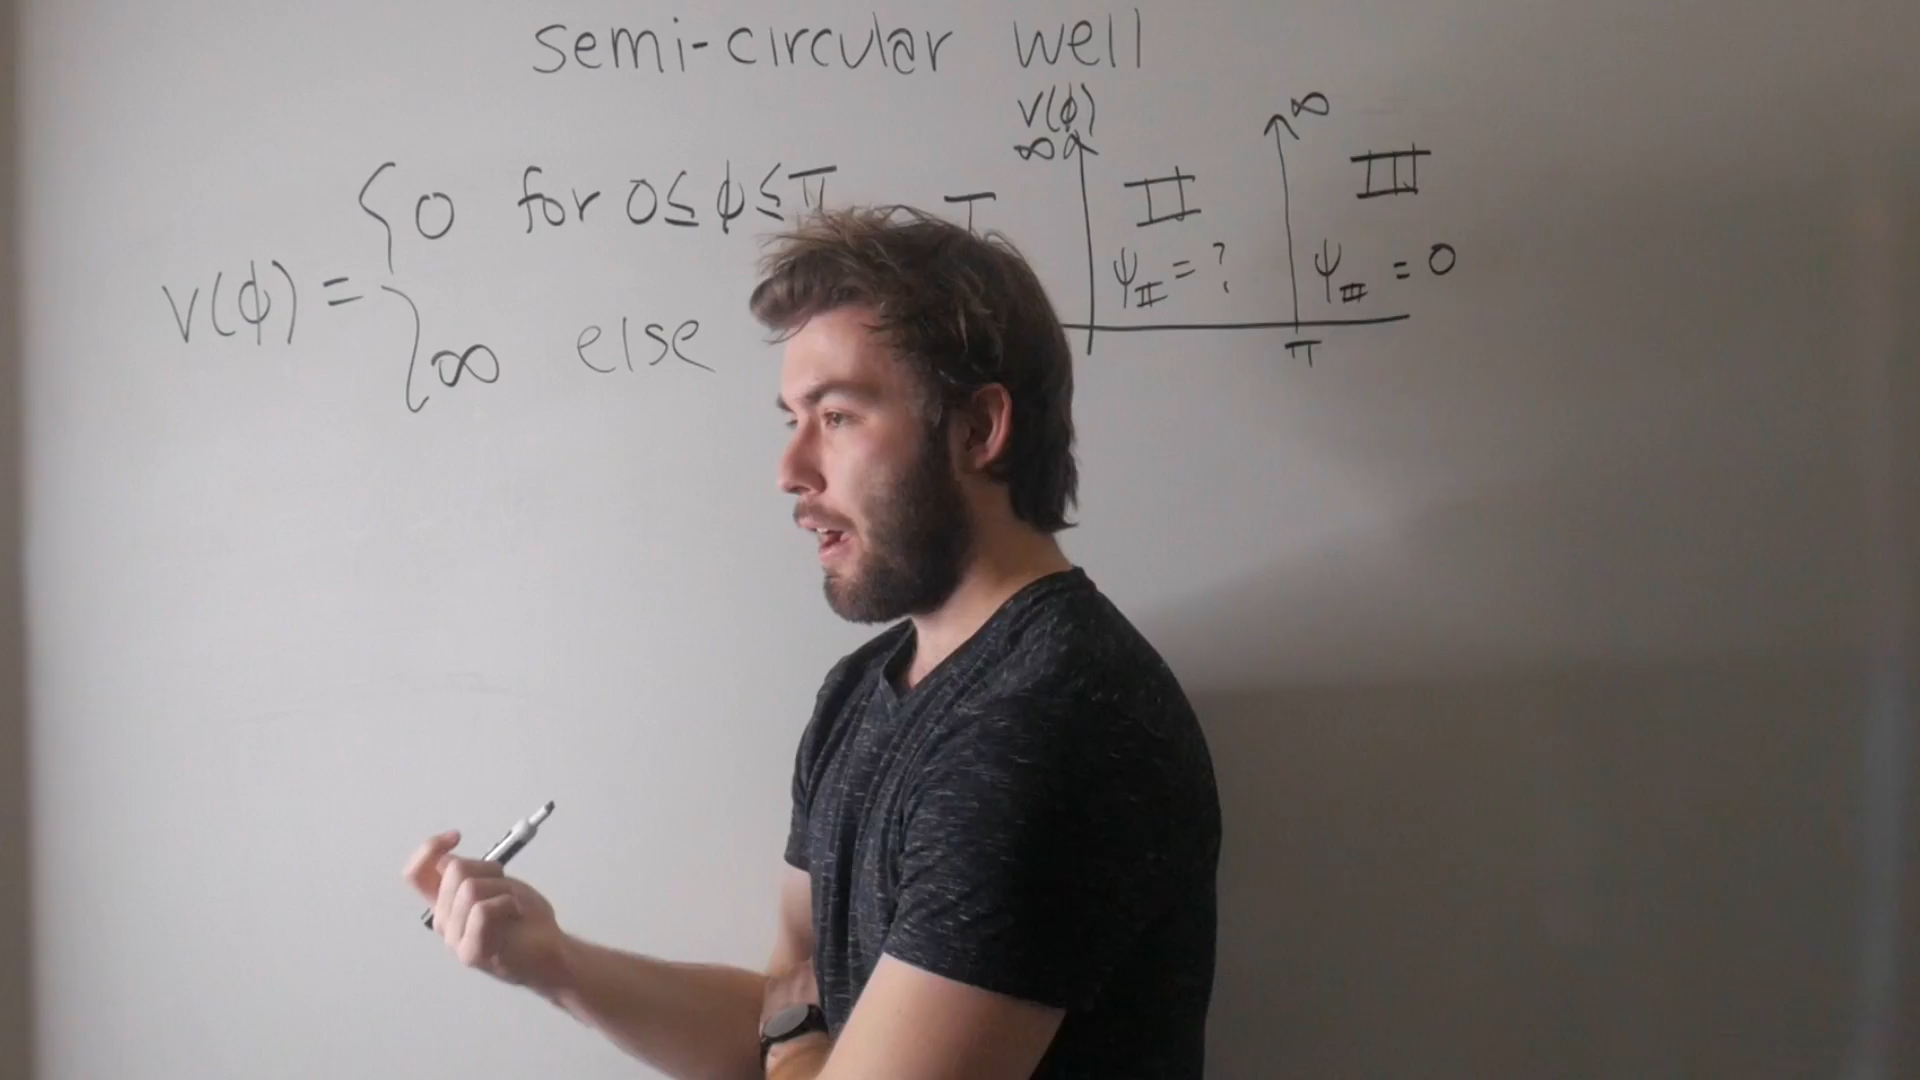 semi-circular well
V(ϕ) = { 0 for 0 ≤ ϕ ≤ π
∞ else
V(ϕ)
∞ ∞
I II III
ψ_II = ? ψ_III = 0
π